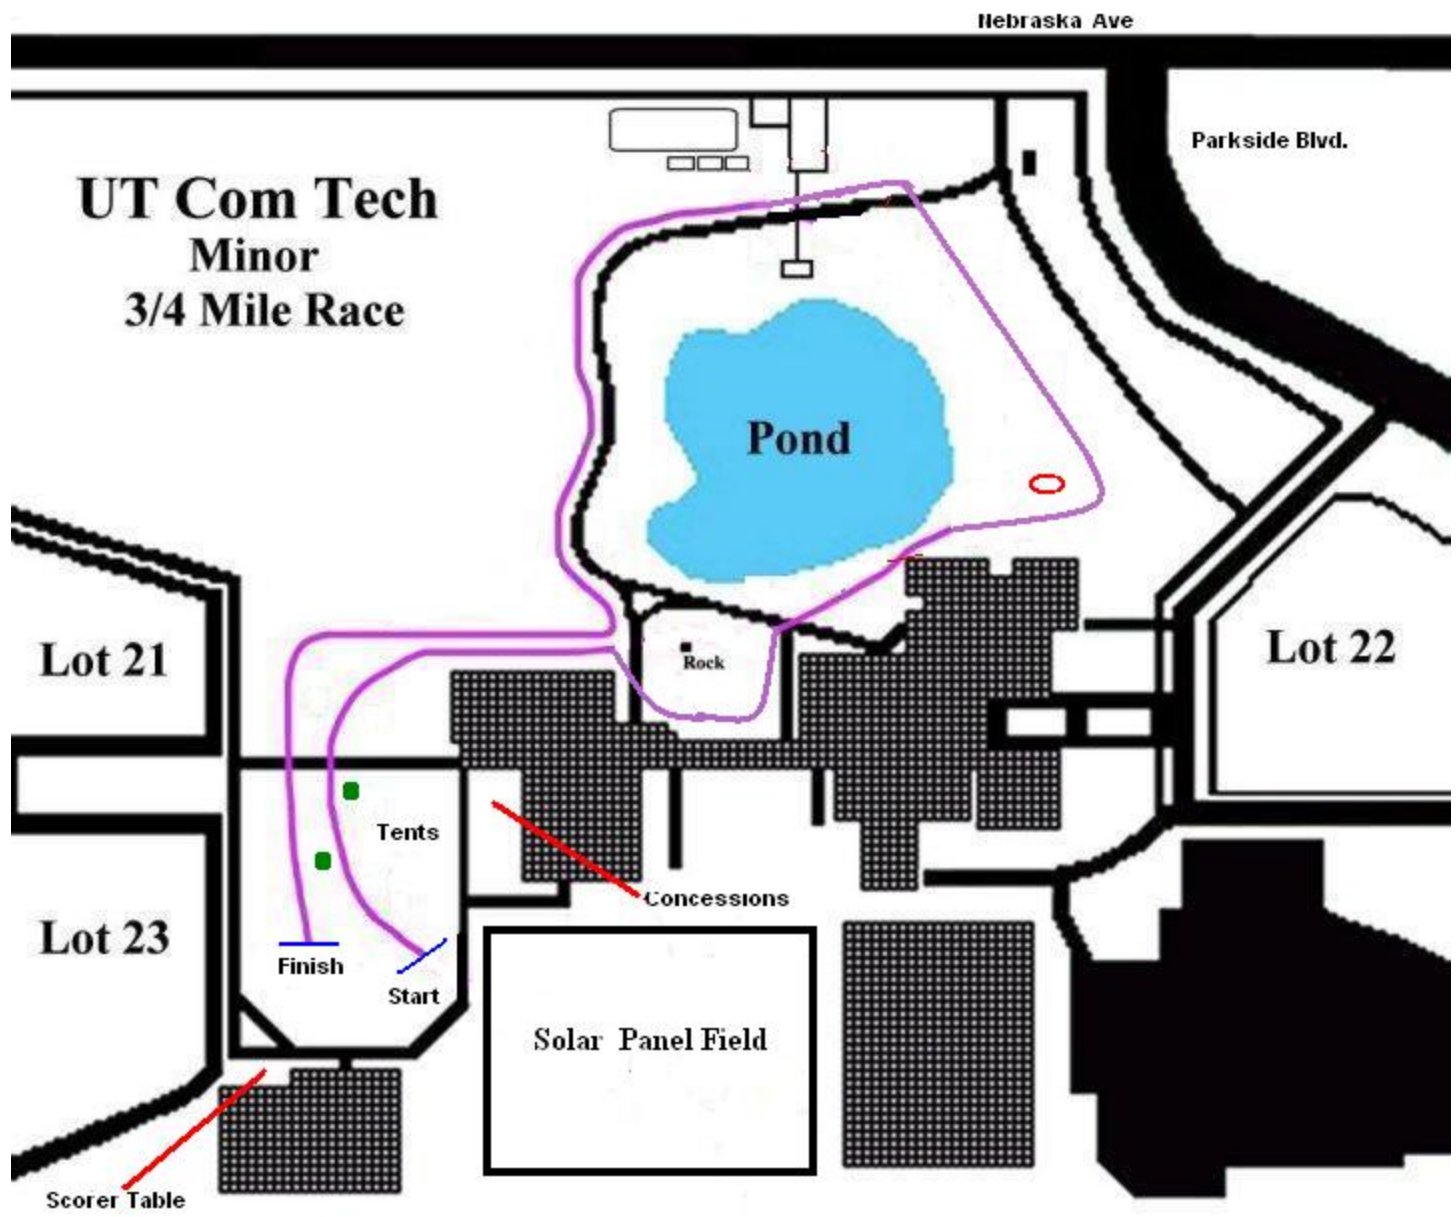 Nebraska Ave
Parkside Blvd.
UT Com Tech
Minor
3/4 Mile Race
Pond
Lot 21
Rock
Lot 22
Tents
Concessions
Lot 23
Finish
Start
Solar Panel Field
Scorer Table